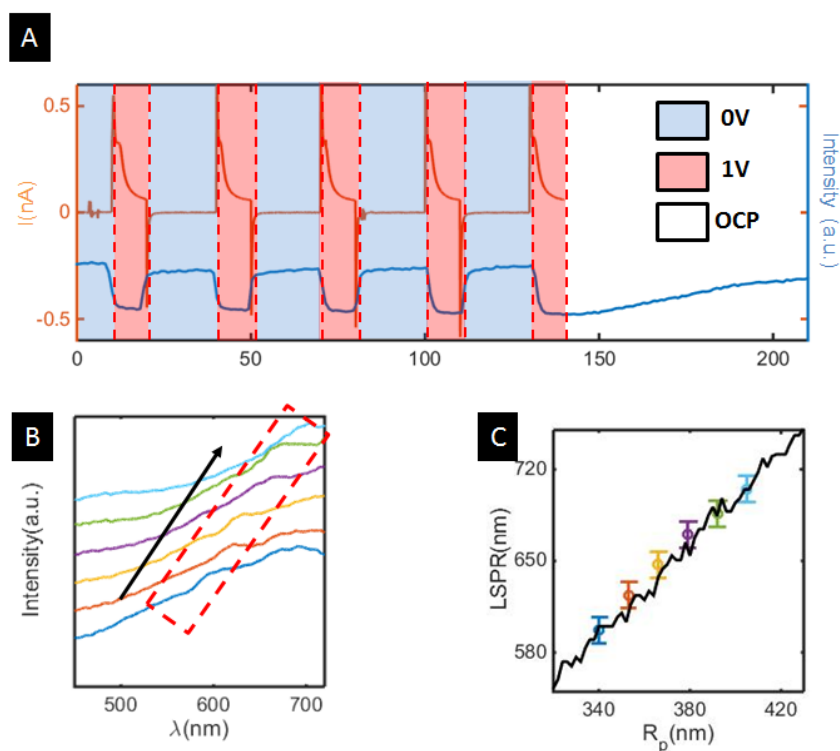 A
0.5
0
-0.5
I(nA)
0V
1V
OCP
Intensity (a.u.)
0
50
100
150
200
B
Intensity(a.u.)
500
600
700
λ(nm)
C
720
650
580
LSPR(nm)
340
380
420
Rp(nm)